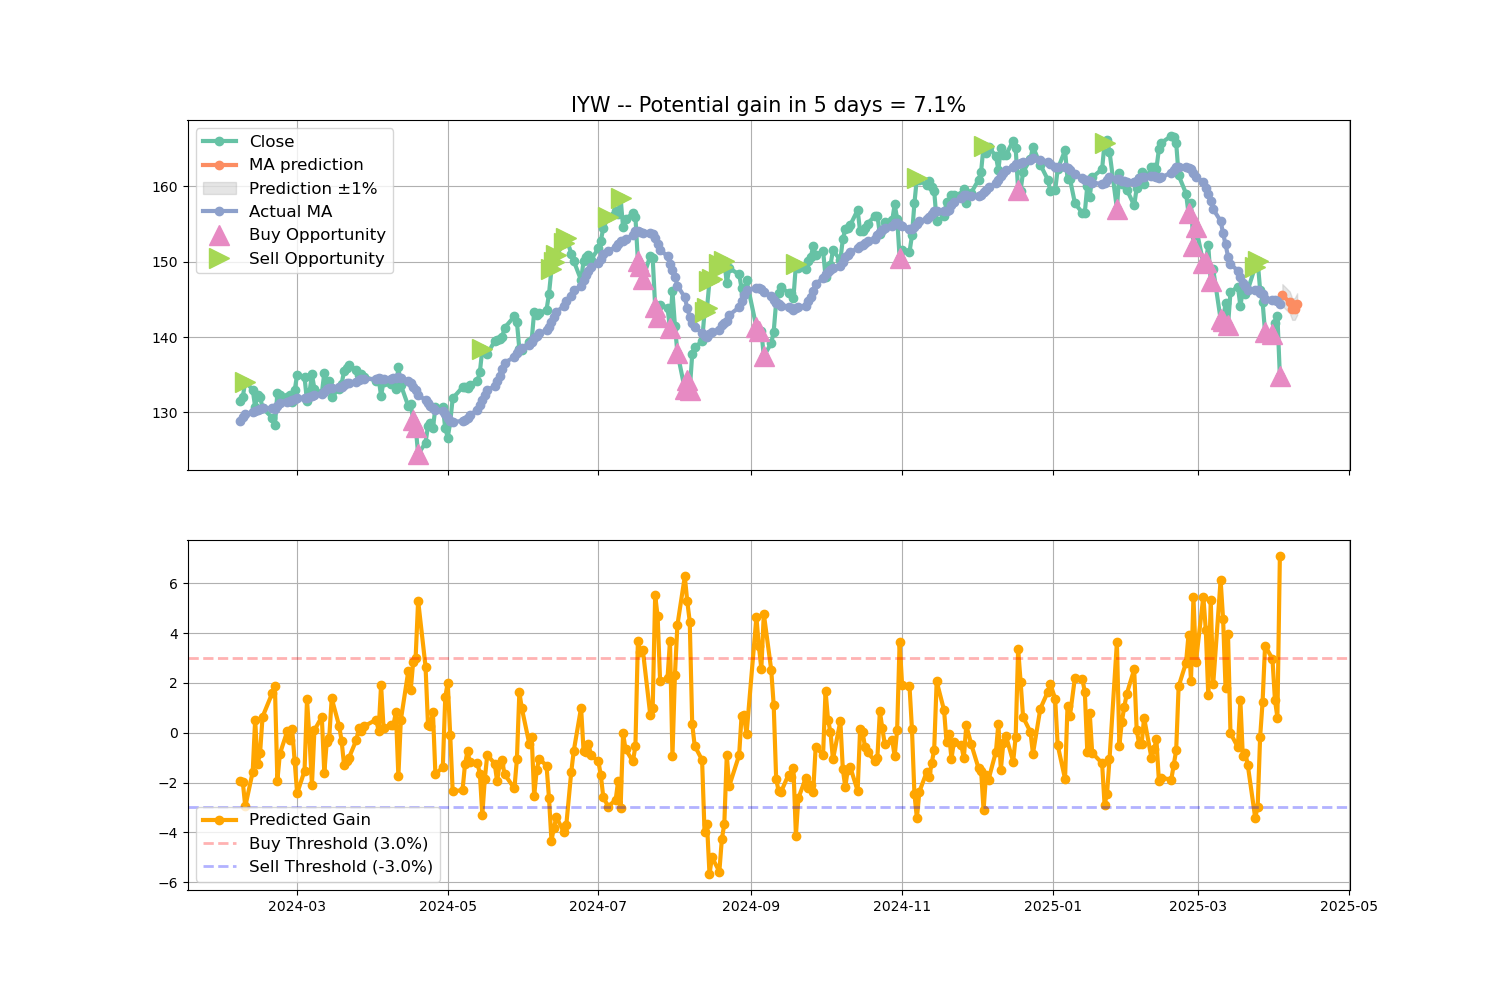 IYW -- Potential gain in 5 days = 7.1%
Close
MA prediction
Prediction ±1%
Actual MA
Buy Opportunity
Sell Opportunity
160
150
140
130
6
4
2
0
−2
−4
−6
Predicted Gain
Buy Threshold (3.0%)
Sell Threshold (-3.0%)
2024-03 2024-05 2024-07 2024-09 2024-11 2025-01 2025-03 2025-05